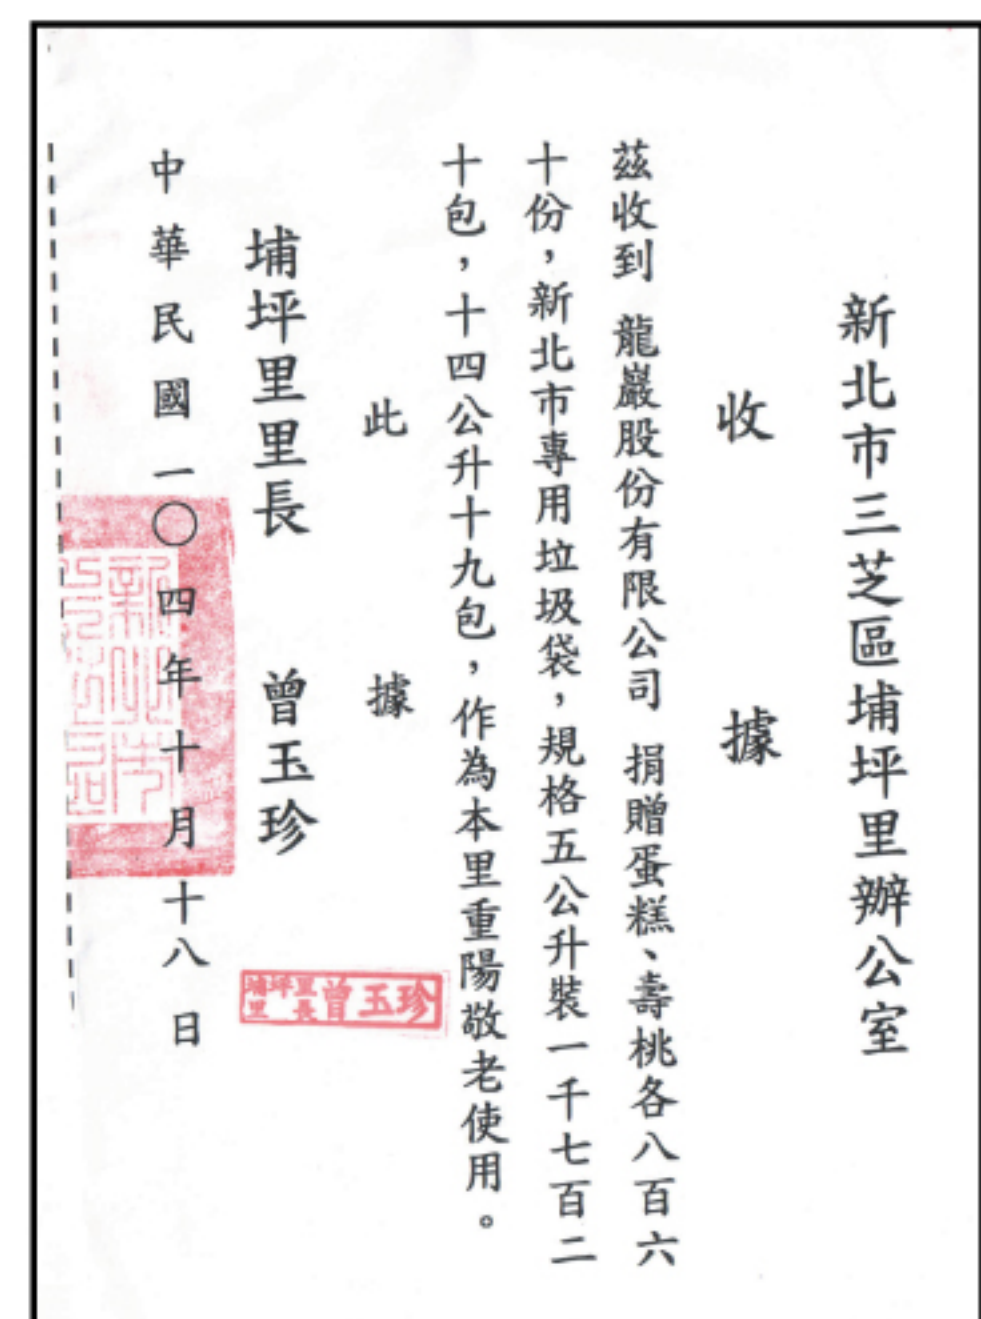 新北市三芝區埔坪里辦公室
收據
茲收到 龍巖股份有限公司 捐贈蛋糕、壽桃各八百六
十份，新北市專用垃圾袋，規格五公升裝一千七百二
十包，十四公升十九包，作為本里重陽敬老使用。
此據
埔坪里里長 曾玉珍
埔坪里里長曾玉珍
中華民國一〇四年十月十八日